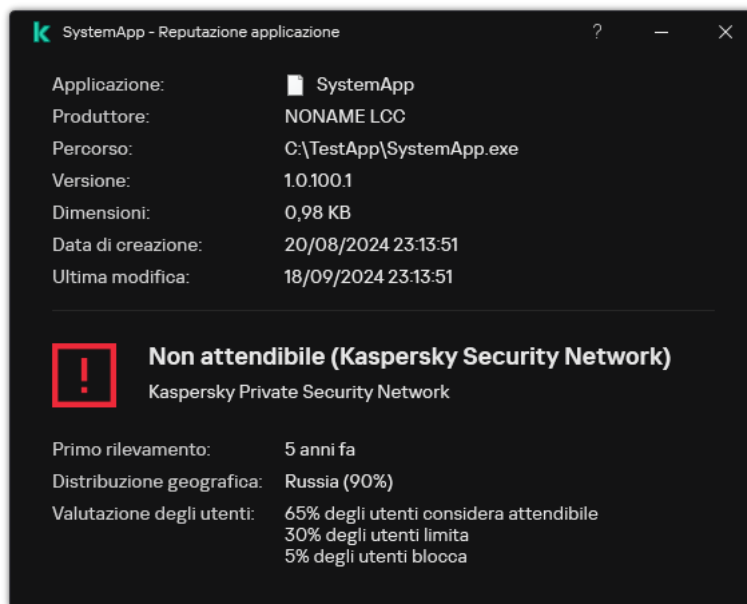 SystemApp - Reputazione applicazione
Applicazione: SystemApp
Produttore: NONAME LCC
Percorso: C:\TestApp\SystemApp.exe
Versione: 1.0.100.1
Dimensioni: 0,98 KB
Data di creazione: 20/08/2024 23:13:51
Ultima modifica: 18/09/2024 23:13:51
Non attendibile (Kaspersky Security Network)
Kaspersky Private Security Network
Primo rilevamento: 5 anni fa
Distribuzione geografica: Russia (90%)
Valutazione degli utenti: 65% degli utenti considera attendibile
30% degli utenti limita
5% degli utenti blocca